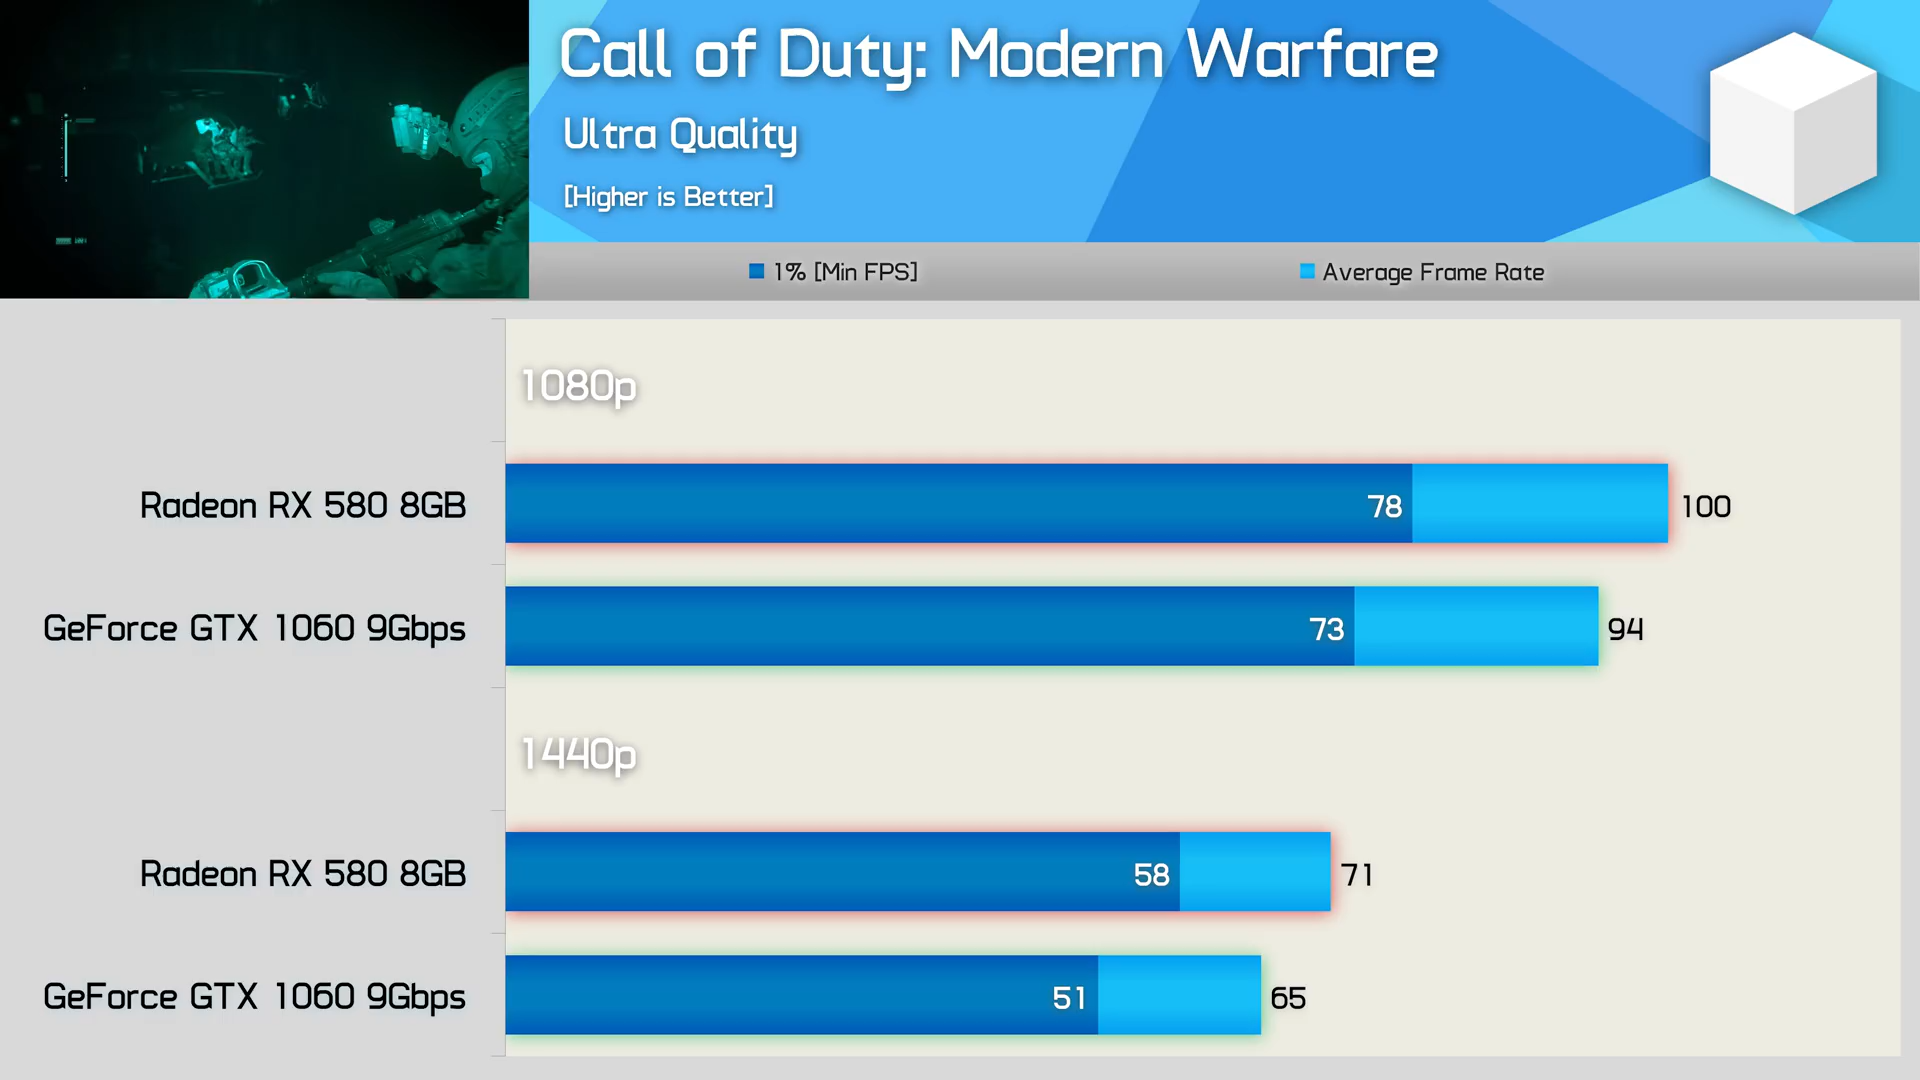 Call of Duty: Modern Warfare
Ultra Quality
[Higher is Better]
1% [Min FPS]
Average Frame Rate
1080p
Radeon RX 580 8GB
78
100
GeForce GTX 1060 9Gbps
73
94
1440p
Radeon RX 580 8GB
58
71
GeForce GTX 1060 9Gbps
51
65